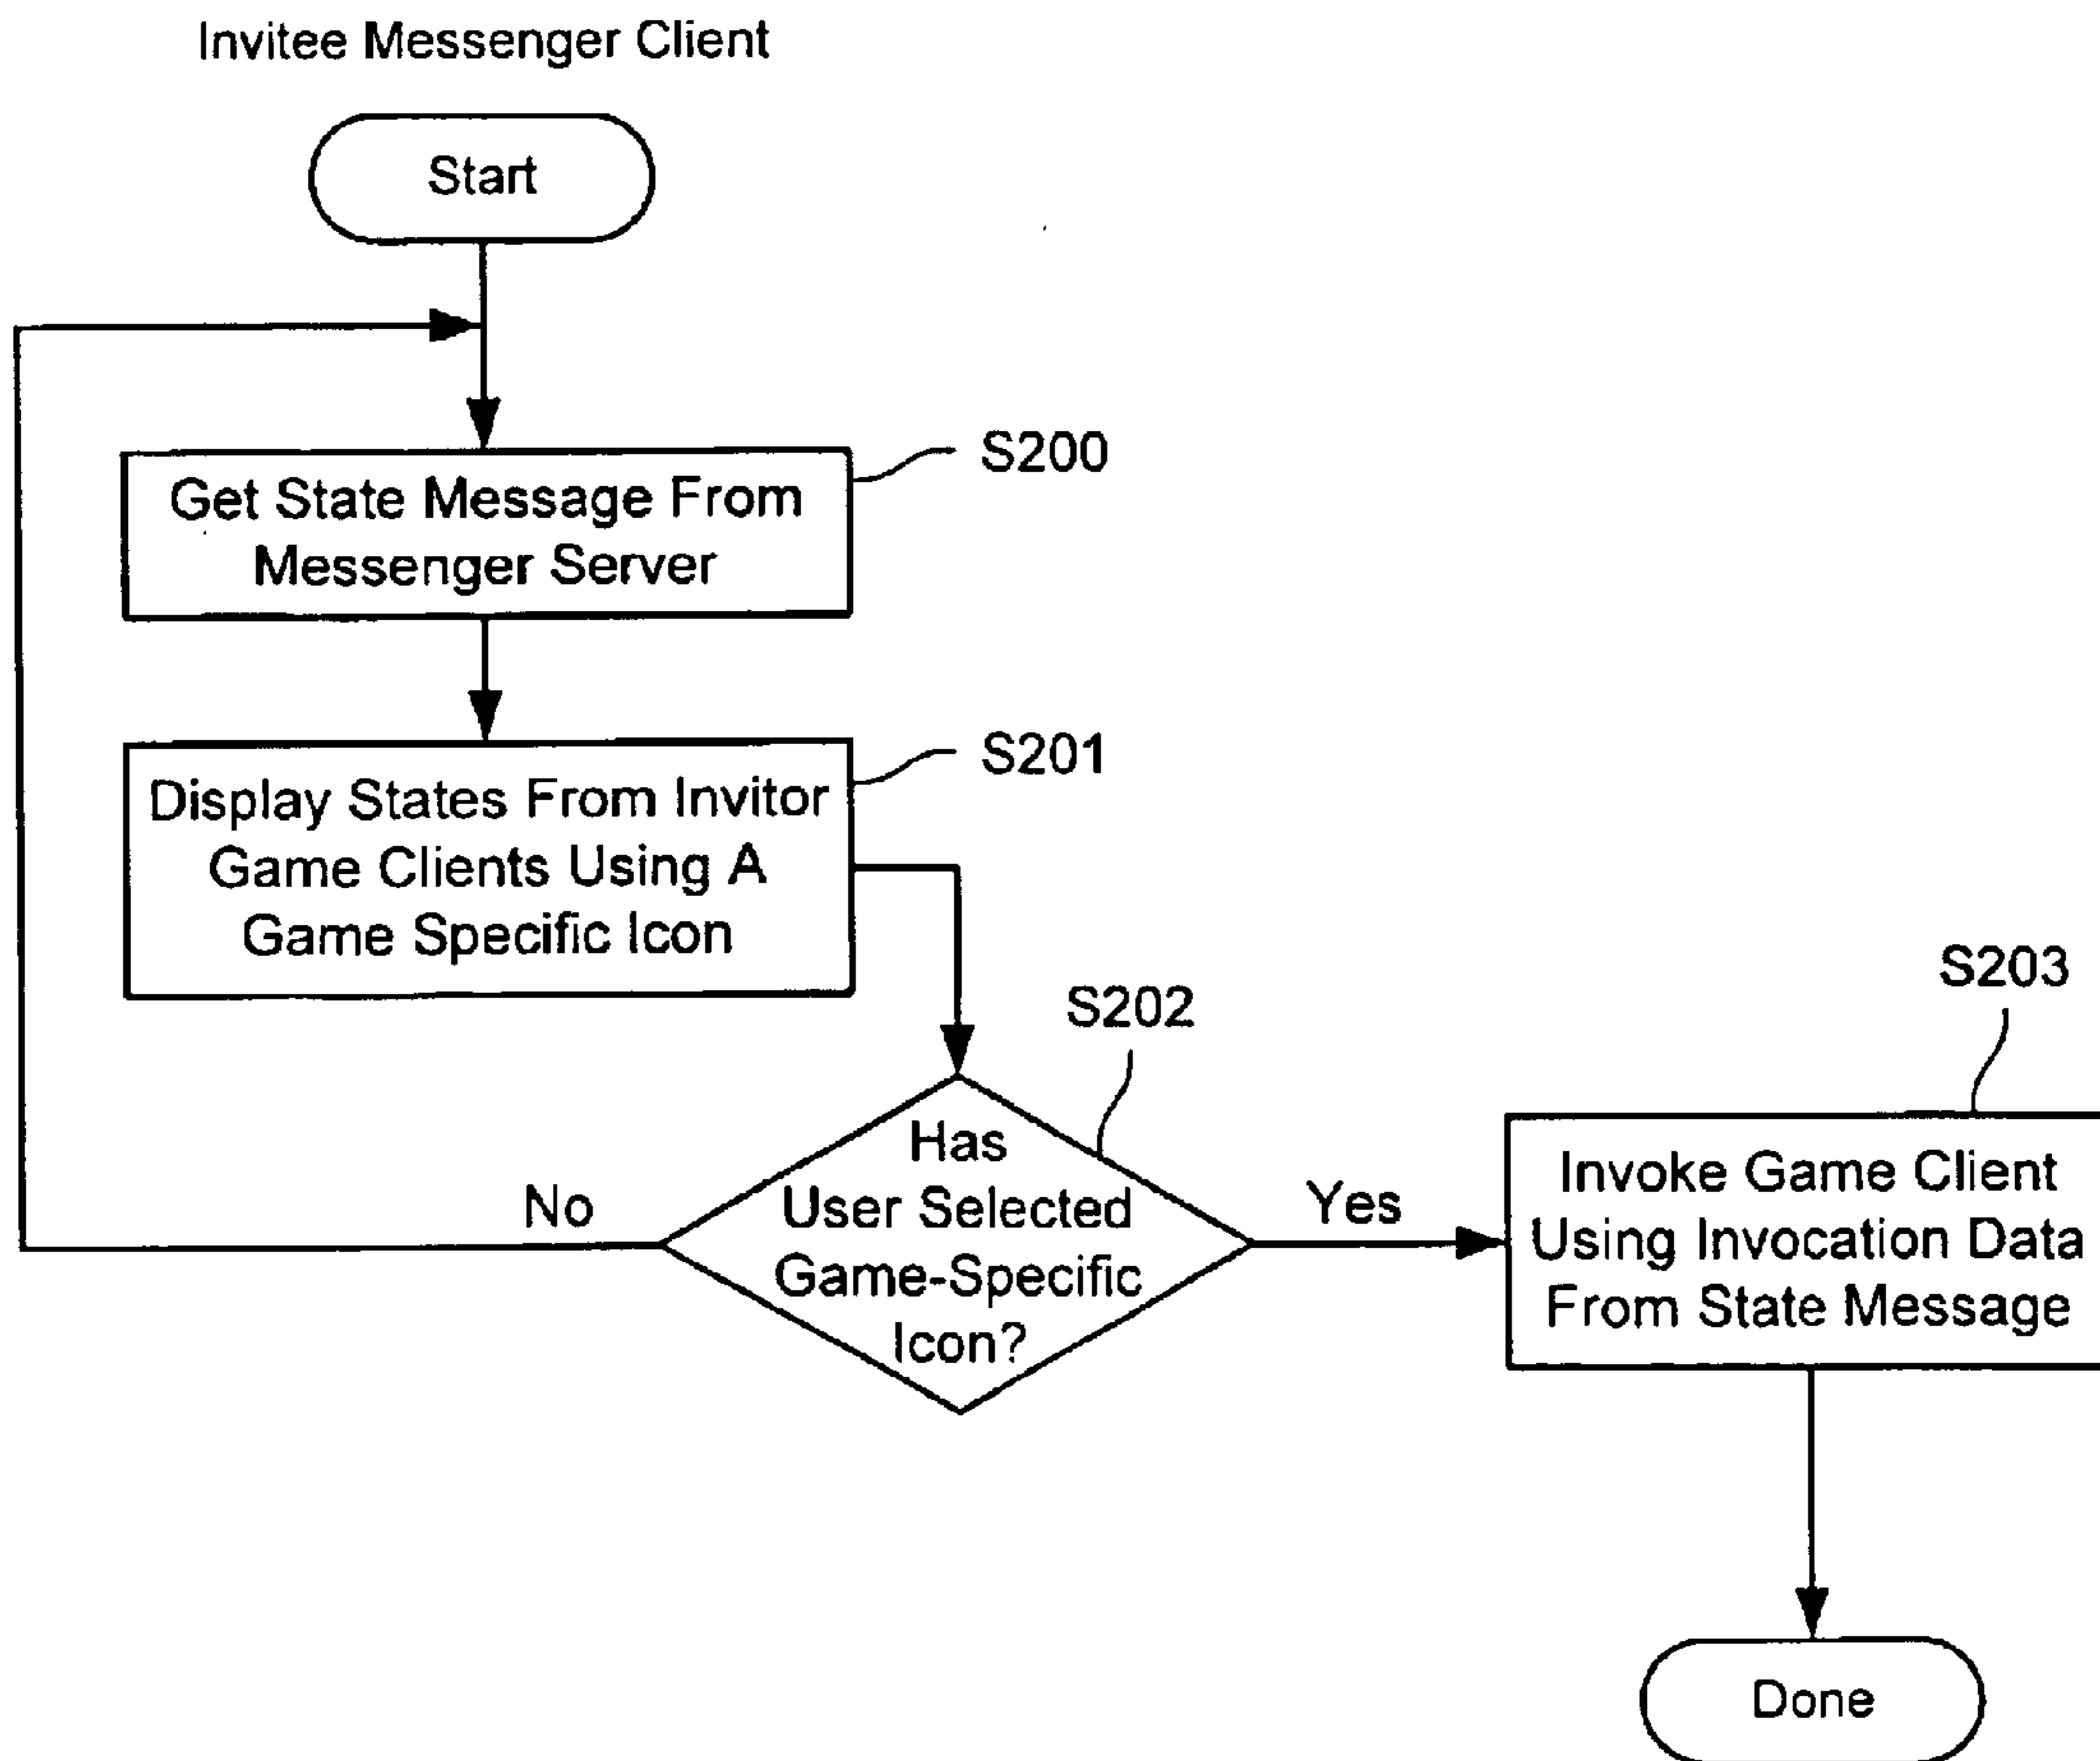 Invitee Messenger Client
Start
S200
Get State Message From
Messenger Server
S201
Display States From Invitor
Game Clients Using A
Game Specific Icon
S202
Has
User Selected
Game-Specific
Icon?
No
Yes
S203
Invoke Game Client
Using Invocation Data
From State Message
Done